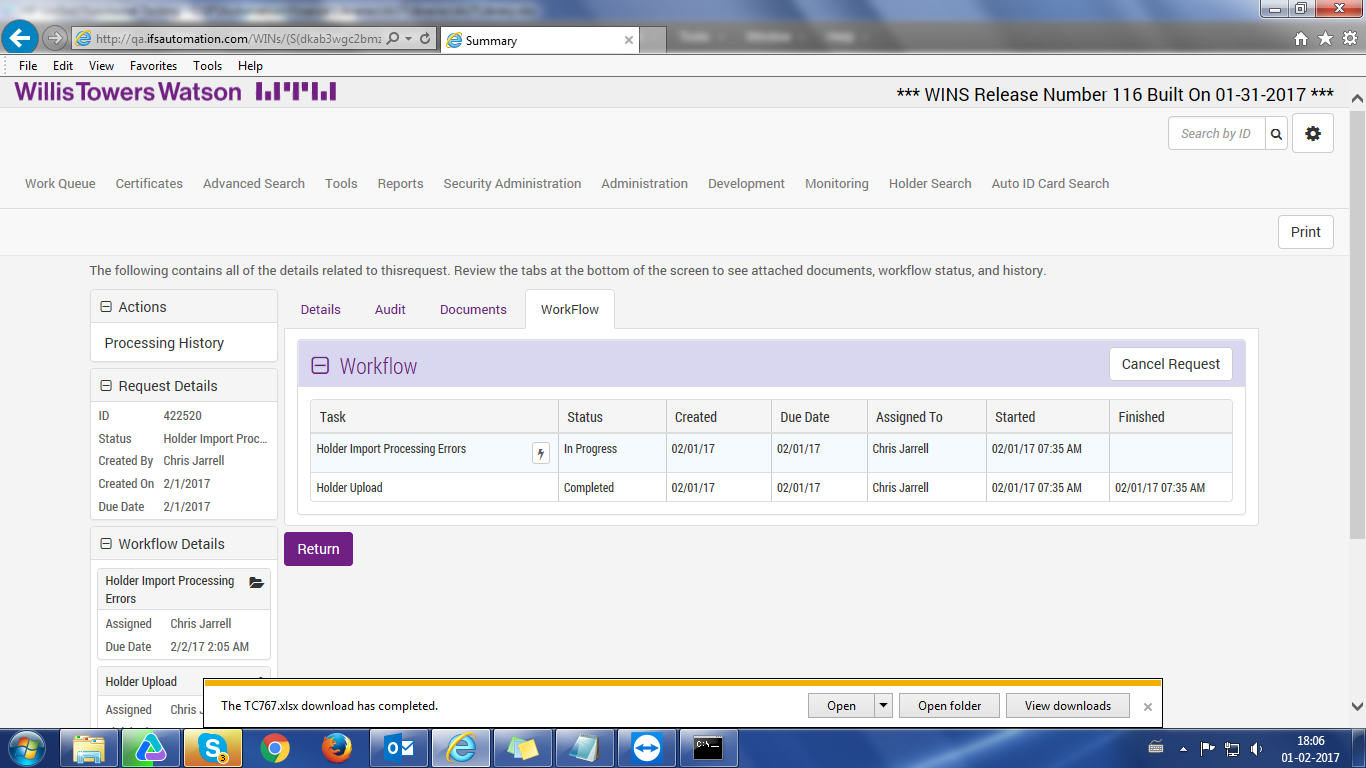 http://qa.ifsautomation.com/WINs/(S(dkab3wgc2bmz
Summary
File Edit View Favorites Tools Help
Willis Towers Watson
*** WINS Release Number 116 Built On 01-31-2017 ***
Search by ID
Work Queue Certificates Advanced Search Tools Reports Security Administration Administration Development Monitoring Holder Search Auto ID Card Search
Print
The following contains all of the details related to thisrequest. Review the tabs at the bottom of the screen to see attached documents, workflow status, and history.
Actions
Processing History
Request Details
ID 422520
Status Holder Import Proc...
Created By Chris Jarrell
Created On 2/1/2017
Due Date 2/1/2017
Workflow Details
Holder Import Processing
Errors
Assigned Chris Jarrell
Due Date 2/2/17 2:05 AM
Holder Upload
Assigned Chris
Details Audit Documents WorkFlow
Workflow
Cancel Request
Task Status Created Due Date Assigned To Started Finished
Holder Import Processing Errors In Progress 02/01/17 02/01/17 Chris Jarrell 02/01/17 07:35 AM
Holder Upload Completed 02/01/17 02/01/17 Chris Jarrell 02/01/17 07:35 AM 02/01/17 07:35 AM
Return
The TC767.xlsx download has completed.
Open Open folder View downloads
3
C:\_
18:06
01-02-2017